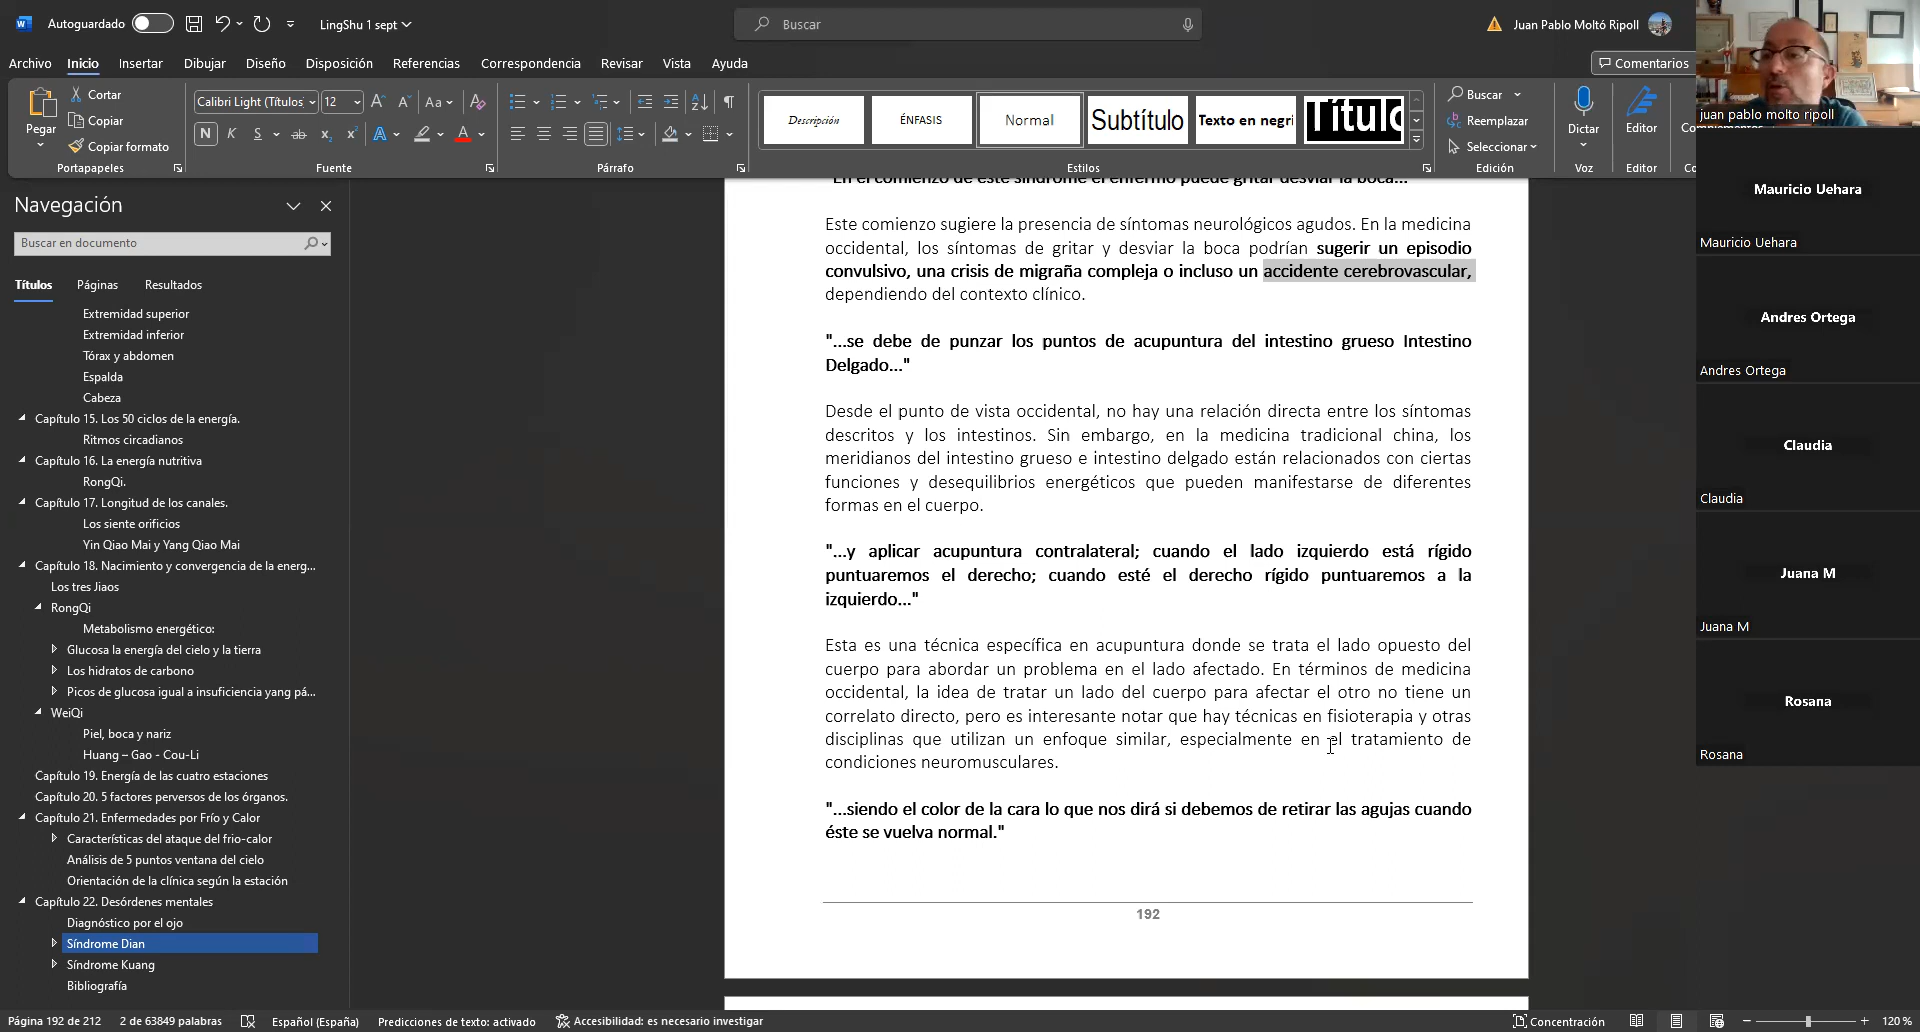 Autoguardado
LingShu 1 sept
Buscar
Juan Pablo Moltó Ripoll
Archivo Inicio Insertar Dibujar Diseño Disposición Referencias Correspondencia Revisar Vista Ayuda
Comentarios
Pegar
Cortar
Copiar
Copiar formato
Portapapeles
Calibri Light (Títulos 12
N K S ab x₂ x²
Fuente
Párrafo
Descripción
ÉNFASIS
Normal
Subtítulo
Texto en negri
Estilos
Buscar
Reemplazar
Seleccionar
Edición
Dictar
Voz
Editor
Editor
Navegación
Buscar en documento
Títulos Páginas Resultados
Extremidad superior
Extremidad inferior
Tórax y abdomen
Espalda
Cabeza
Capítulo 15. Los 50 ciclos de la energía.
Ritmos circadianos
Capítulo 16. La energía nutritiva
RongQi.
Capítulo 17. Longitud de los canales.
Los siente orificios
Yin Qiao Mai y Yang Qiao Mai
Capítulo 18. Nacimiento y convergencia de la energ...
Los tres Jiaos
RongQi
Metabolismo energético:
Glucosa la energía del cielo y la tierra
Los hidratos de carbono
Picos de glucosa igual a insuficiencia yang pá...
WeiQi
Piel, boca y nariz
Huang – Gao - Cou-Li
Capítulo 19. Energía de las cuatro estaciones
Capítulo 20. 5 factores perversos de los órganos.
Capítulo 21. Enfermedades por Frío y Calor
Características del ataque del frio-calor
Análisis de 5 puntos ventana del cielo
Orientación de la clínica según la estación
Capítulo 22. Desórdenes mentales
Diagnóstico por el ojo
Síndrome Dian
Síndrome Kuang
Bibliografía
"En el comienzo de este síndrome el enfermo puede gritar desviar la boca...
Este comienzo sugiere la presencia de síntomas neurológicos agudos. En la medicina
occidental, los síntomas de gritar y desviar la boca podrían sugerir un episodio
convulsivo, una crisis de migraña compleja o incluso un accidente cerebrovascular,
dependiendo del contexto clínico.
"...se debe de punzar los puntos de acupuntura del intestino grueso Intestino
Delgado..."
Desde el punto de vista occidental, no hay una relación directa entre los síntomas
descritos y los intestinos. Sin embargo, en la medicina tradicional china, los
meridianos del intestino grueso e intestino delgado están relacionados con ciertas
funciones y desequilibrios energéticos que pueden manifestarse de diferentes
formas en el cuerpo.
"...y aplicar acupuntura contralateral; cuando el lado izquierdo está rígido
puntuaremos el derecho; cuando esté el derecho rígido puntuaremos a la
izquierdo..."
Esta es una técnica específica en acupuntura donde se trata el lado opuesto del
cuerpo para abordar un problema en el lado afectado. En términos de medicina
occidental, la idea de tratar un lado del cuerpo para afectar el otro no tiene un
correlato directo, pero es interesante notar que hay técnicas en fisioterapia y otras
disciplinas que utilizan un enfoque similar, especialmente en el tratamiento de
condiciones neuromusculares.
"...siendo el color de la cara lo que nos dirá si debemos de retirar las agujas cuando
éste se vuelva normal."
192
juan pablo molto ripoll
Mauricio Uehara
Mauricio Uehara
Andres Ortega
Andres Ortega
Claudia
Claudia
Juana M
Juana M
Rosana
Rosana
Página 192 de 212 2 de 63849 palabras Español (España) Predicciones de texto: activado Accesibilidad: es necesario investigar
Concentración 120 %